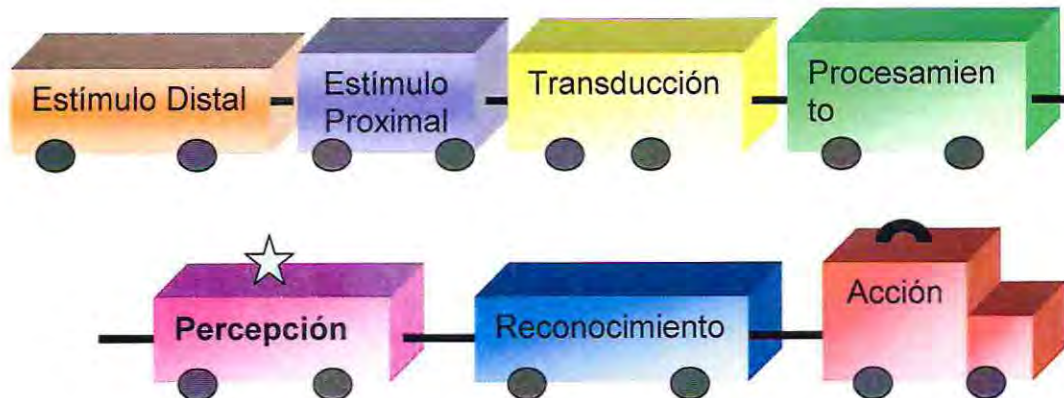 Estímulo Distal
Estímulo
Proximal
Transducción
Procesamien
to
Percepción
Reconocimiento
Acción